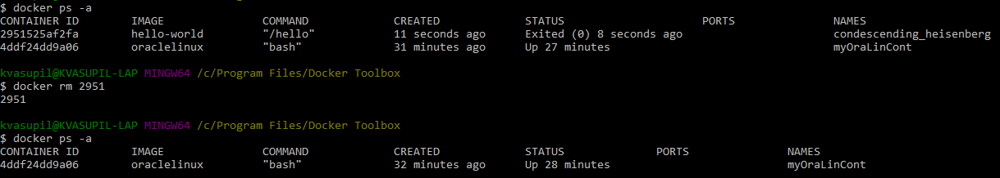 $ docker ps -a
CONTAINER ID IMAGE COMMAND CREATED STATUS PORTS NAMES
2951525af2fa hello-world "/hello" 11 seconds ago Exited (0) 8 seconds ago condescending_heisenberg
4ddf24dd9a06 oraclelinux "bash" 31 minutes ago Up 27 minutes myOraLinCont
kvasupil@KVASUPIL-LAP MINGW64 /c/Program Files/Docker Toolbox
$ docker rm 2951
2951
kvasupil@KVASUPIL-LAP MINGW64 /c/Program Files/Docker Toolbox
$ docker ps -a
CONTAINER ID IMAGE COMMAND CREATED STATUS PORTS NAMES
4ddf24dd9a06 oraclelinux "bash" 32 minutes ago Up 28 minutes myOraLinCont